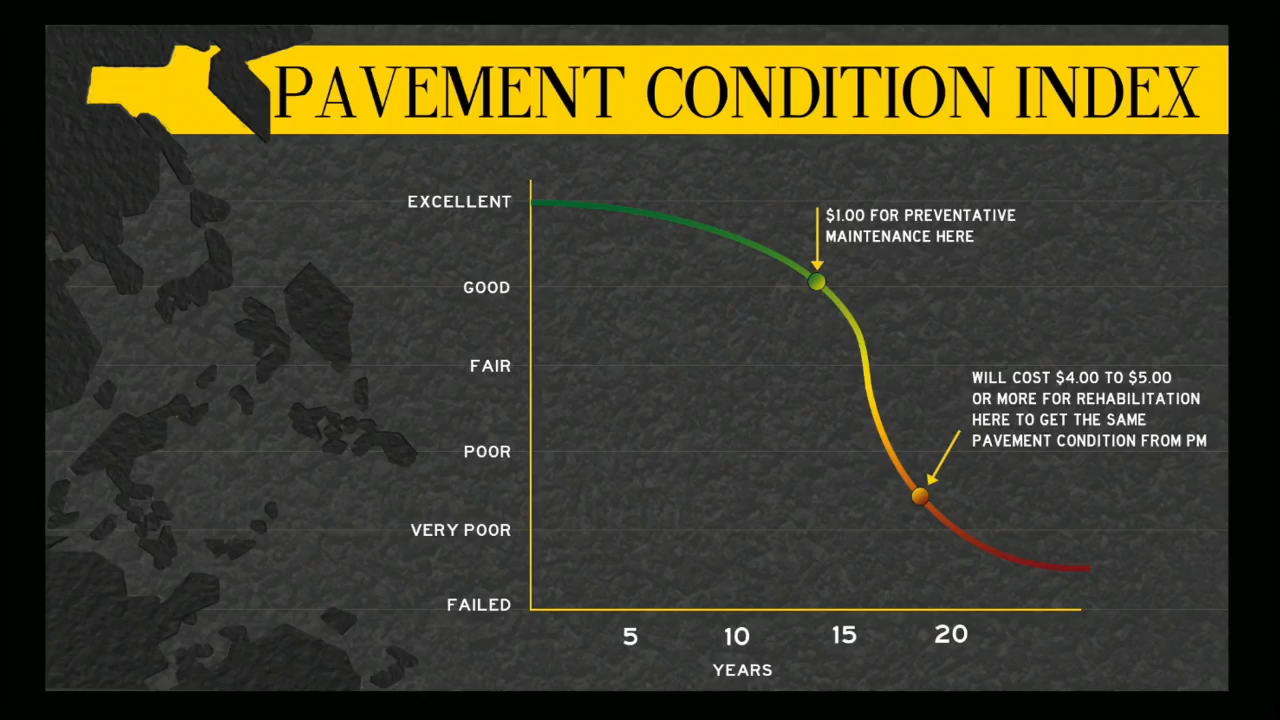 PAVEMENT CONDITION INDEX
EXCELLENT
GOOD
FAIR
POOR
VERY POOR
FAILED
$1.00 FOR PREVENTATIVE
MAINTENANCE HERE
WILL COST $4.00 TO $5.00
OR MORE FOR REHABILITATION
HERE TO GET THE SAME
PAVEMENT CONDITION FROM PM
5 10 15 20
YEARS